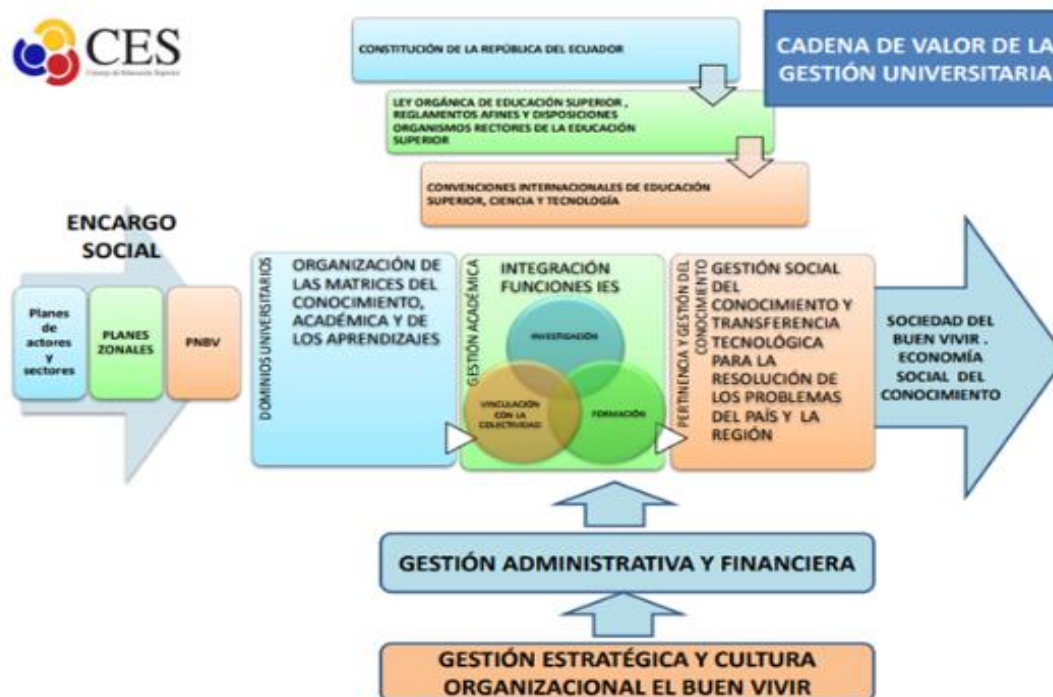 CES
Consejo de Educación Superior
CONSTITUCIÓN DE LA REPÚBLICA DEL ECUADOR
CADENA DE VALOR DE LA
GESTIÓN UNIVERSITARIA
LEY ORGÁNICA DE EDUCACIÓN SUPERIOR ,
REGLAMENTOS AFINES Y DISPOSICIONES
ORGANISMOS RECTORES DE LA EDUCACIÓN
SUPERIOR
CONVENCIONES INTERNACIONALES DE EDUCACIÓN
SUPERIOR, CIENCIA Y TECNOLOGÍA
ENCARGO
SOCIAL
Planes
de
actores
y
sectores
PLANES
ZONALES
PNBV
DOMINIOS UNIVERSITARIOS
ORGANIZACIÓN DE
LAS MATRICES DEL
CONOCIMIENTO,
ACADÉMICA Y DE
LOS APRENDIZAJES
GESTIÓN ACADÉMICA
INTEGRACIÓN
FUNCIONES IES
INVESTIGACIÓN
VINCULACIÓN
CON LA
COLECTIVIDAD
FORMACIÓN
PERTINENCIA Y GESTIÓN DEL
CONOCIMIENTO
GESTIÓN SOCIAL
DEL
CONOCIMIENTO Y
TRANSFERENCIA
TECNOLÓGICA
PARA LA
RESOLUCIÓN DE
LOS PROBLEMAS
DEL PAÍS Y LA
REGIÓN
SOCIEDAD DEL
BUEN VIVIR .
ECONOMÍA
SOCIAL DEL
CONOCIMIENTO
GESTIÓN ADMINISTRATIVA Y FINANCIERA
GESTIÓN ESTRATÉGICA Y CULTURA
ORGANIZACIONAL EL BUEN VIVIR